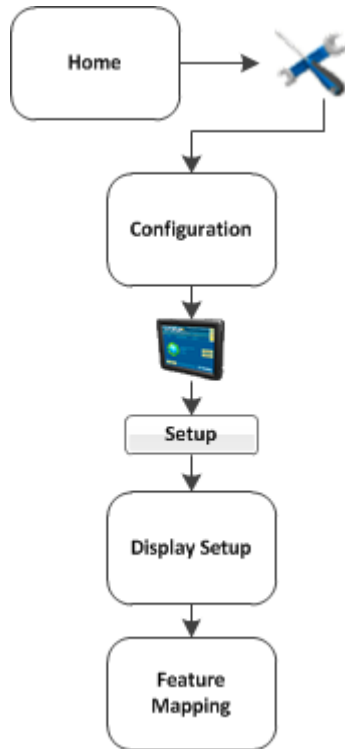 Home
Configuration
Setup
Display Setup
Feature
Mapping